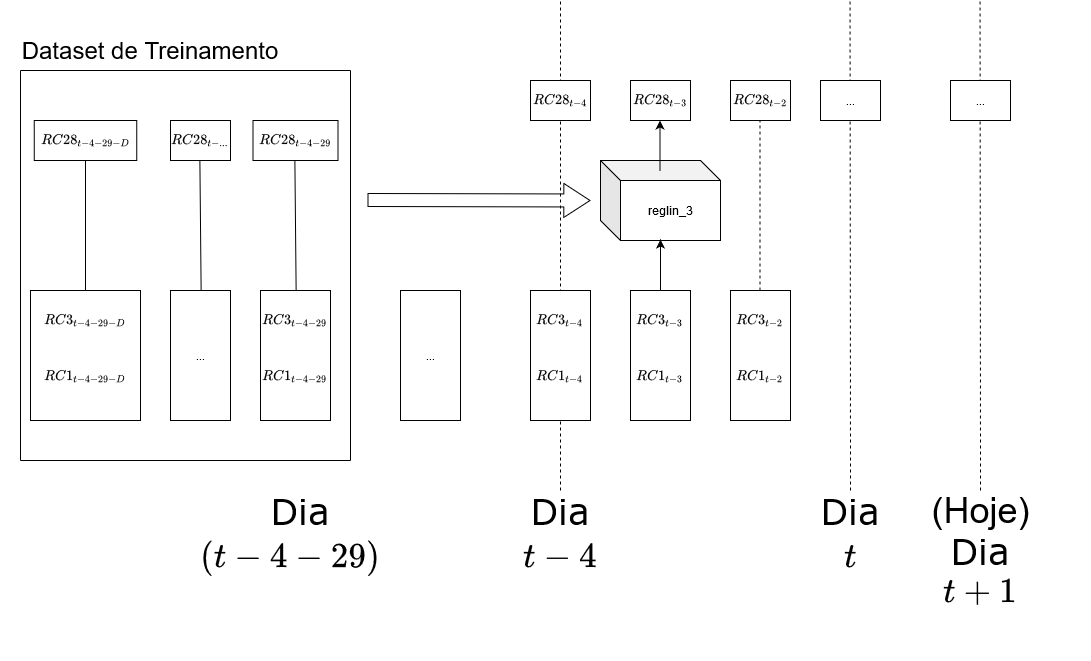 Dataset de Treinamento
RC28_{t-4-29-D}
RC28_{t-...}
RC28_{t-4-29}
RC28_{t-4}
RC28_{t-3}
RC28_{t-2}
...
...
reglin_3
RC3_{t-4-29-D}
RC1_{t-4-29-D}
...
RC3_{t-4-29}
RC1_{t-4-29}
...
RC3_{t-4}
RC1_{t-4}
RC3_{t-3}
RC1_{t-3}
RC3_{t-2}
RC1_{t-2}
Dia
(t − 4 − 29)
Dia
t − 4
Dia
t
(Hoje)
Dia
t + 1